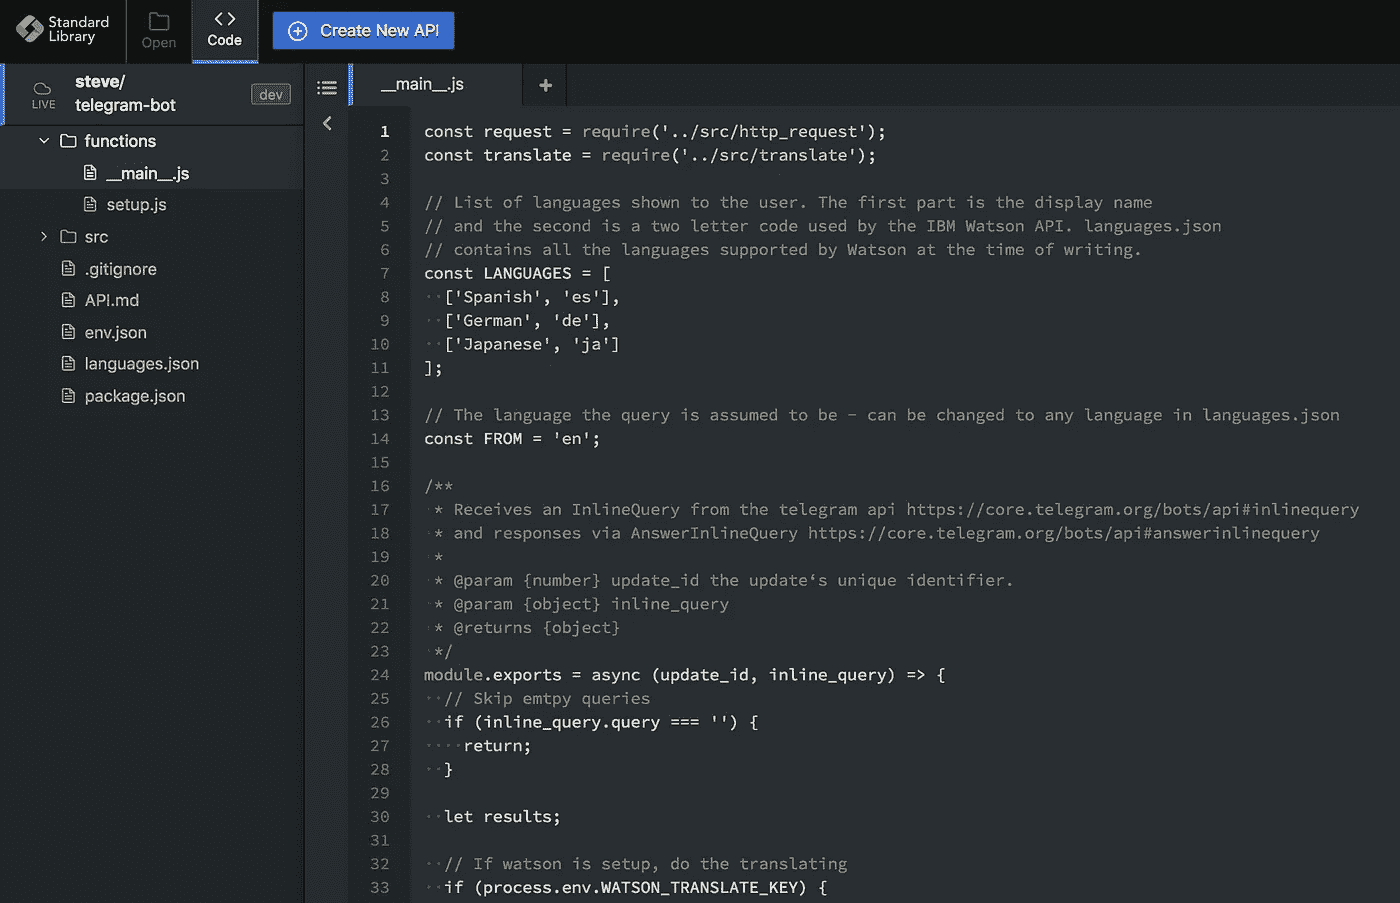 Standard
Library
Open
Code
Create New API
LIVE
steve/
telegram-bot
dev
functions
__main__.js
setup.js
src
.gitignore
API.md
env.json
languages.json
package.json
__main__.js
+
1 const request = require('../src/http_request');
2 const translate = require('../src/translate');
3
4 // List of languages shown to the user. The first part is the display name
5 // and the second is a two letter code used by the IBM Watson API. languages.json
6 // contains all the languages supported by Watson at the time of writing.
7 const LANGUAGES = [
8 ['Spanish', 'es'],
9 ['German', 'de'],
10 ['Japanese', 'ja']
11 ];
12
13 // The language the query is assumed to be - can be changed to any language in languages.json
14 const FROM = 'en';
15
16 /**
17 * Receives an InlineQuery from the telegram api https://core.telegram.org/bots/api#inlinequery
18 * and responses via AnswerInlineQuery https://core.telegram.org/bots/api#answerinlinequery
19 *
20 * @param {number} update_id the update‘s unique identifier.
21 * @param {object} inline_query
22 * @returns {object}
23 */
24 module.exports = async (update_id, inline_query) => {
25 // Skip emtpy queries
26 if (inline_query.query === '') {
27 return;
28 }
29
30 let results;
31
32 // If watson is setup, do the translating
33 if (process.env.WATSON_TRANSLATE_KEY) {